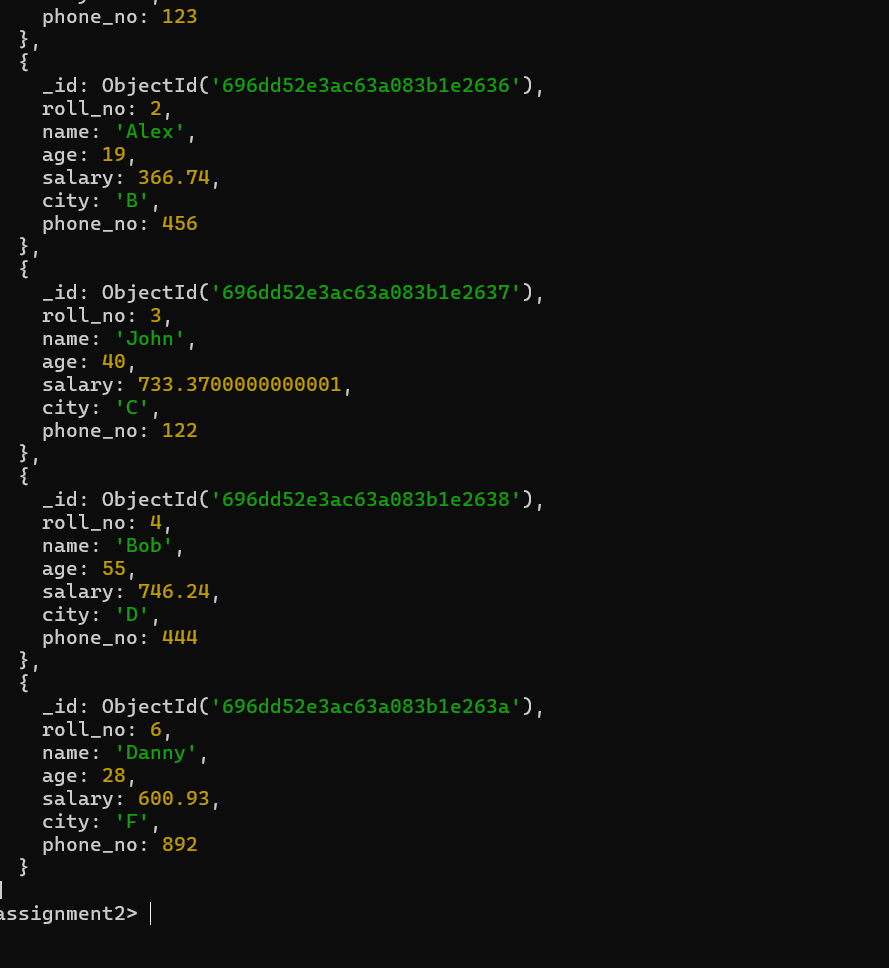 phone_no: 123
},
{
_id: ObjectId('696dd52e3ac63a083b1e2636'),
roll_no: 2,
name: 'Alex',
age: 19,
salary: 366.74,
city: 'B',
phone_no: 456
},
{
_id: ObjectId('696dd52e3ac63a083b1e2637'),
roll_no: 3,
name: 'John',
age: 40,
salary: 733.3700000000001,
city: 'C',
phone_no: 122
},
{
_id: ObjectId('696dd52e3ac63a083b1e2638'),
roll_no: 4,
name: 'Bob',
age: 55,
salary: 746.24,
city: 'D',
phone_no: 444
},
{
_id: ObjectId('696dd52e3ac63a083b1e263a'),
roll_no: 6,
name: 'Danny',
age: 28,
salary: 600.93,
city: 'F',
phone_no: 892
}
]
assignment2>